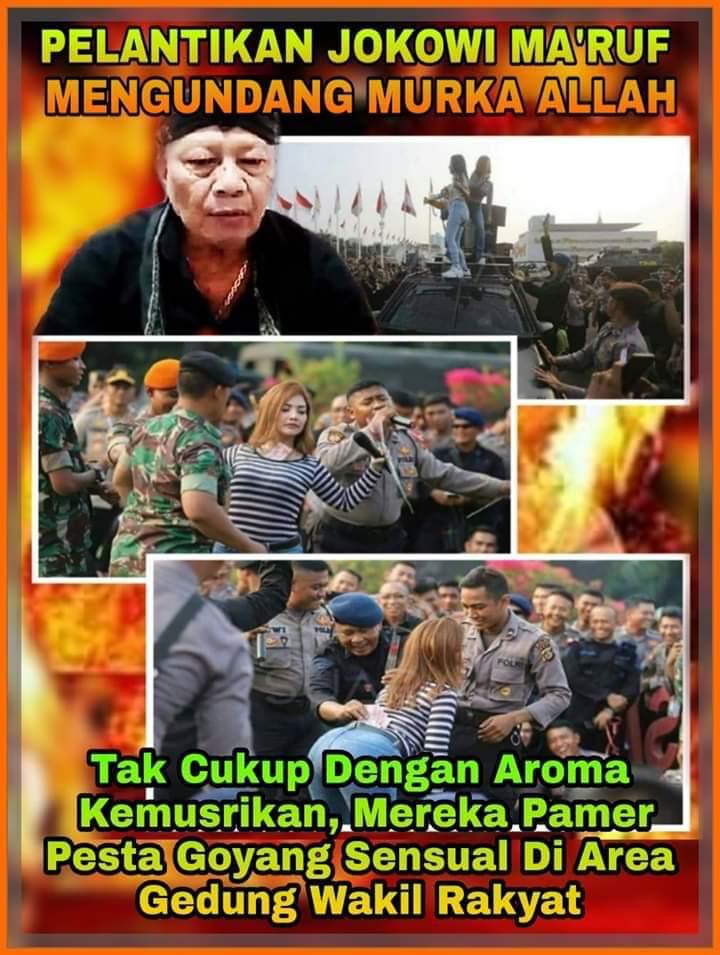 PELANTIKAN JOKOWI MA'RUF
MENGUNDANG MURKA ALLAH
Tak Cukup Dengan Aroma
Kemusrikan, Mereka Pamer
Pesta Goyang Sensual Di Area
Gedung Wakil Rakyat